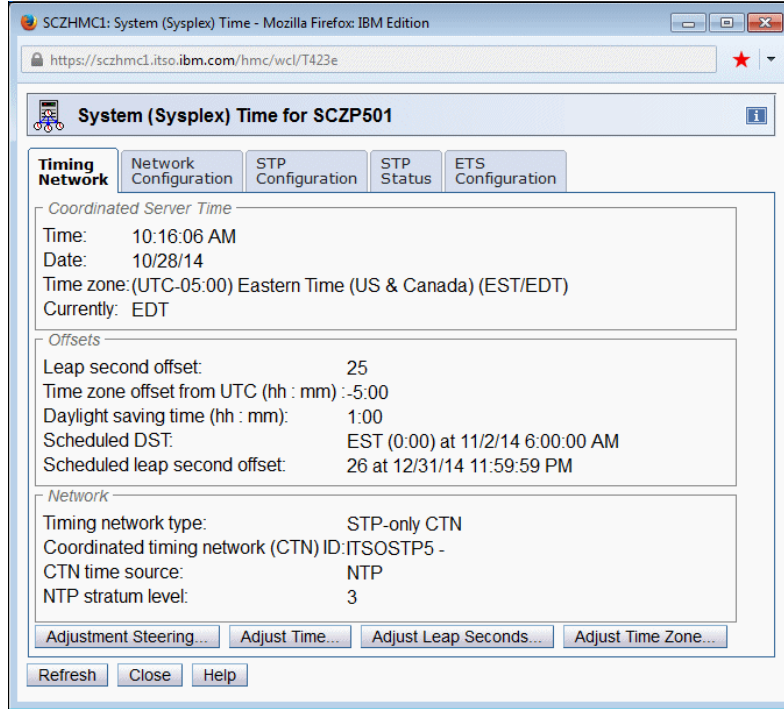 SCZHMC1: System (Sysplex) Time - Mozilla Firefox: IBM Edition
https://sczhmc1.itso.ibm.com/hmc/wcl/T423e
System (Sysplex) Time for SCZP501
i
Timing Network
Network Configuration
STP Configuration
STP Status
ETS Configuration
Coordinated Server Time
Time: 10:16:06 AM
Date: 10/28/14
Time zone:(UTC-05:00) Eastern Time (US & Canada) (EST/EDT)
Currently: EDT
Offsets
Leap second offset: 25
Time zone offset from UTC (hh : mm) :-5:00
Daylight saving time (hh : mm): 1:00
Scheduled DST: EST (0:00) at 11/2/14 6:00:00 AM
Scheduled leap second offset: 26 at 12/31/14 11:59:59 PM
Network
Timing network type: STP-only CTN
Coordinated timing network (CTN) ID:ITSOSTP5 -
CTN time source: NTP
NTP stratum level: 3
Adjustment Steering... Adjust Time... Adjust Leap Seconds... Adjust Time Zone...
Refresh Close Help